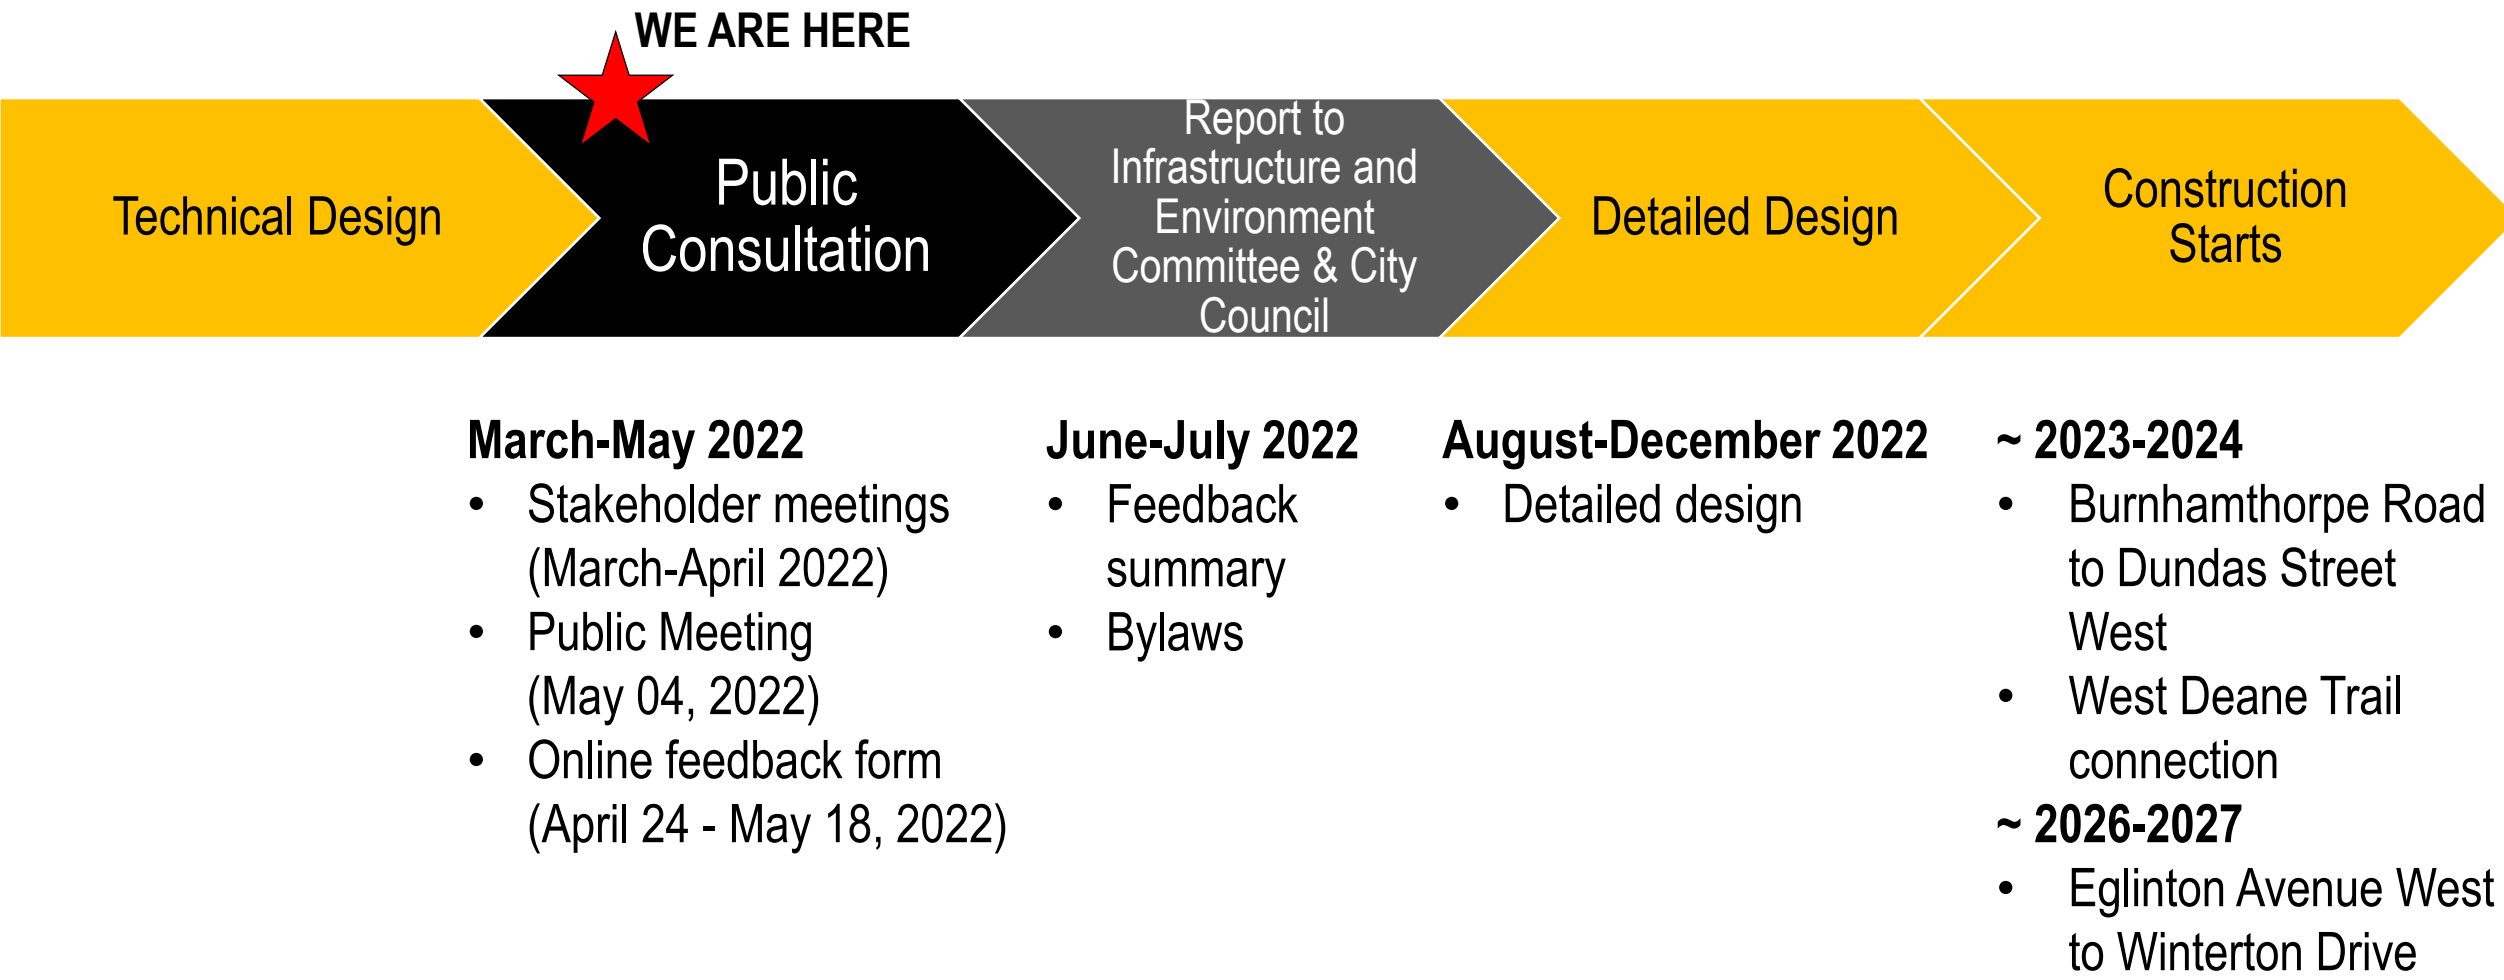 WE ARE HERE
Technical Design
Public
Consultation
Report to
Infrastructure and
Environment
Committee & City
Council
Detailed Design
Construction
Starts
March-May 2022
• Stakeholder meetings
(March-April 2022)
• Public Meeting
(May 04, 2022)
• Online feedback form
(April 24 - May 18, 2022)
June-July 2022
• Feedback
summary
• Bylaws
August-December 2022
• Detailed design
~ 2023-2024
• Burnhamthorpe Road
to Dundas Street
West
• West Deane Trail
connection
~ 2026-2027
• Eglinton Avenue West
to Winterton Drive